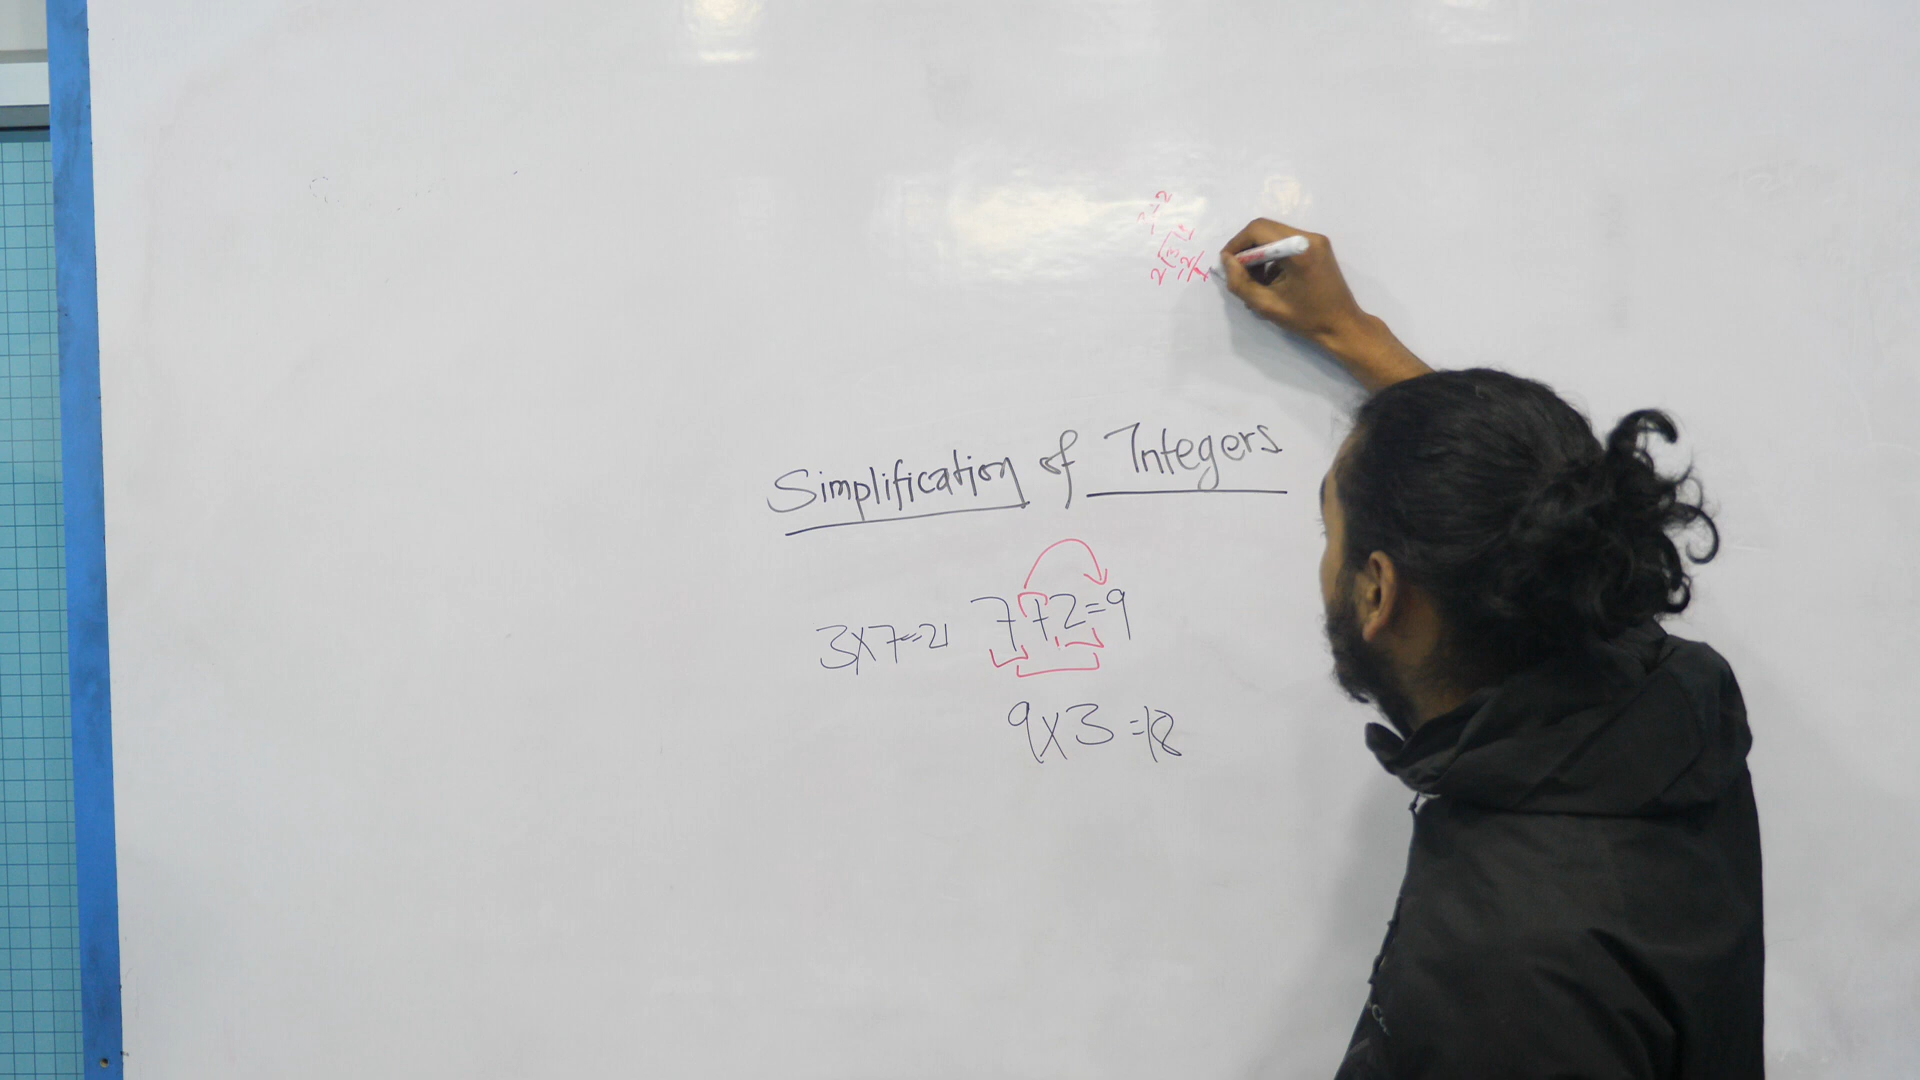 Simplification of Integers
3x7=21 7+2=9
9x3=18